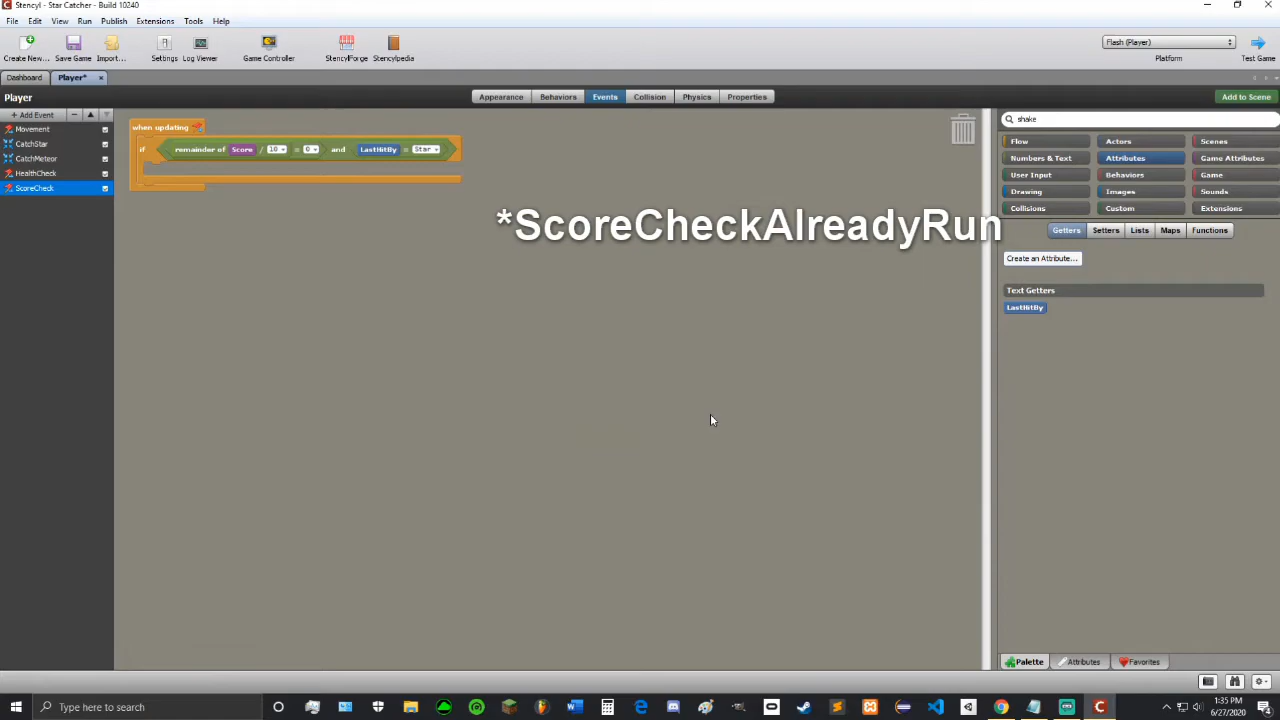 Stencyl - Star Catcher - Build 10240
File Edit View Run Publish Extensions Tools Help
Create New... Save Game Import... Settings Log Viewer Game Controller StencylForge Stencylpedia Platform Test Game
Flash (Player)
Dashboard Player* ×
Player Appearance Behaviors Events Collision Physics Properties Add to Scene
+ Add Event
Movement
CatchStar
CatchMeteor
HealthCheck
ScoreCheck
when updating
if remainder of Score / 10 = 0 and LastHitBy = Star
*ScoreCheckAlreadyRun
shake
Flow Actors Scenes
Numbers & Text Attributes Game Attributes
User Input Behaviors Game
Drawing Images Sounds
Collisions Custom Extensions
Getters Setters Lists Maps Functions
Create an Attribute...
Text Getters
LastHitBy
Palette Attributes Favorites
Type here to search
1:35 PM
6/27/2020